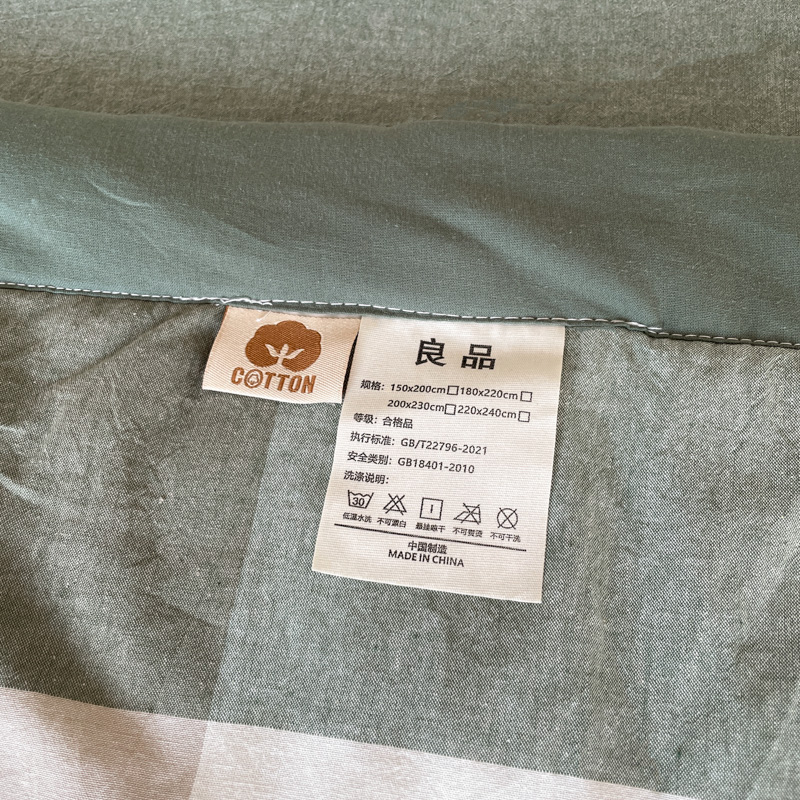 COTTON
良品
规格：150x200cm□180x220cm□
200x230cm□220x240cm□
等级：合格品
执行标准：GB/T22796-2021
安全类别：GB18401-2010
洗涤说明：
30
低温水洗 不可漂白 悬挂晾干 不可熨烫 不可干洗
中国制造
MADE IN CHINA